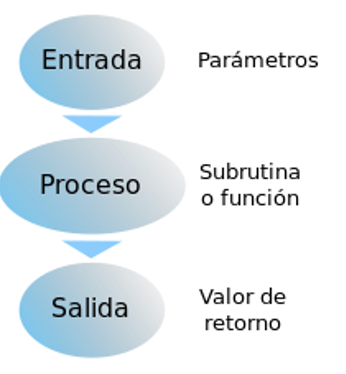 Entrada
Parámetros
Proceso
Subrutina
o función
Salida
Valor de
retorno